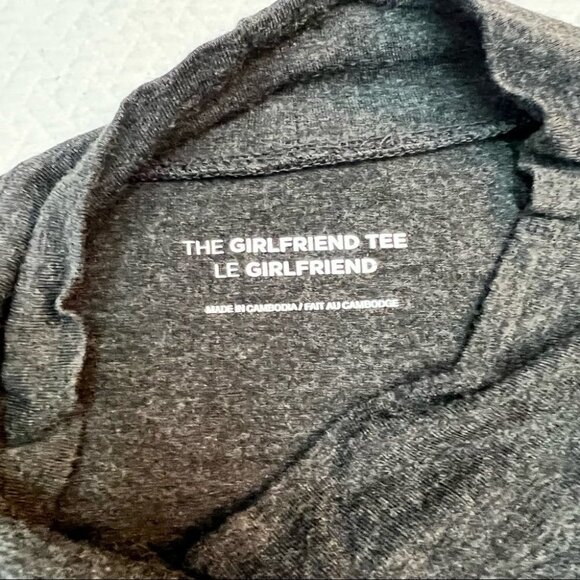 THE GIRLFRIEND TEE
LE GIRLFRIEND
MADE IN CAMBODIA / FAIT AU CAMBODGE